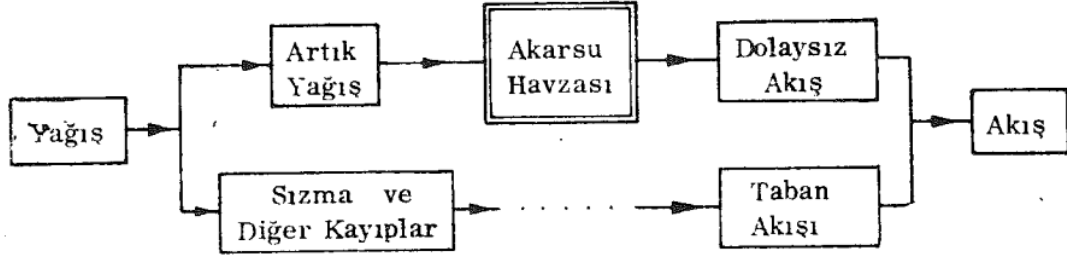 Yağış
Artık
Yağış
Akarsu
Havzası
Dolaysız
Akış
Akış
Sızma ve
Diğer Kayıplar
Taban
Akışı